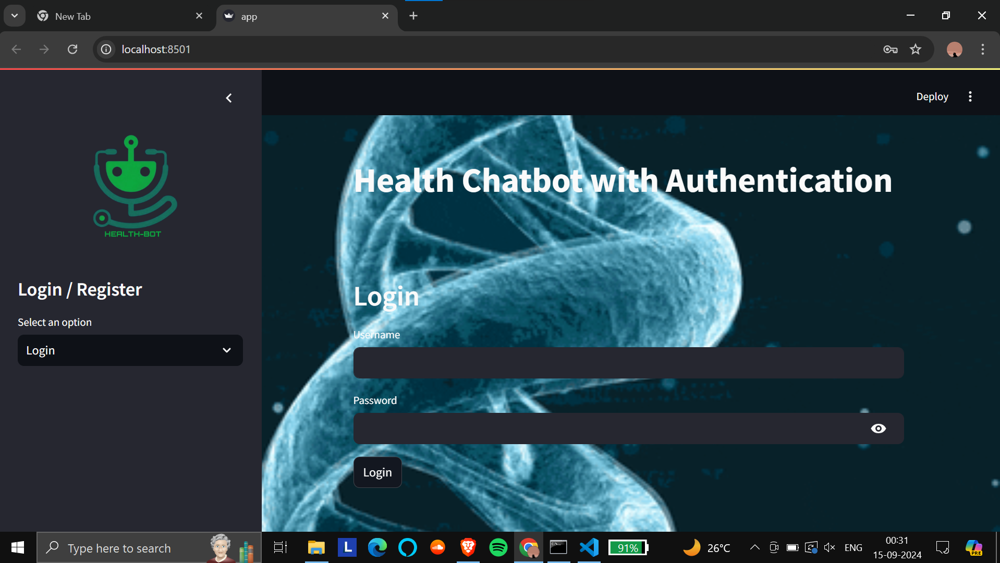 New Tab
app
localhost:8501
Deploy
HEALTH-BOT
Login / Register
Select an option
Login
Health Chatbot with Authentication
Login
Username
Password
Login
Type here to search
L
C:\_
91%
26°C
ENG
00:31
15-09-2024
PRE